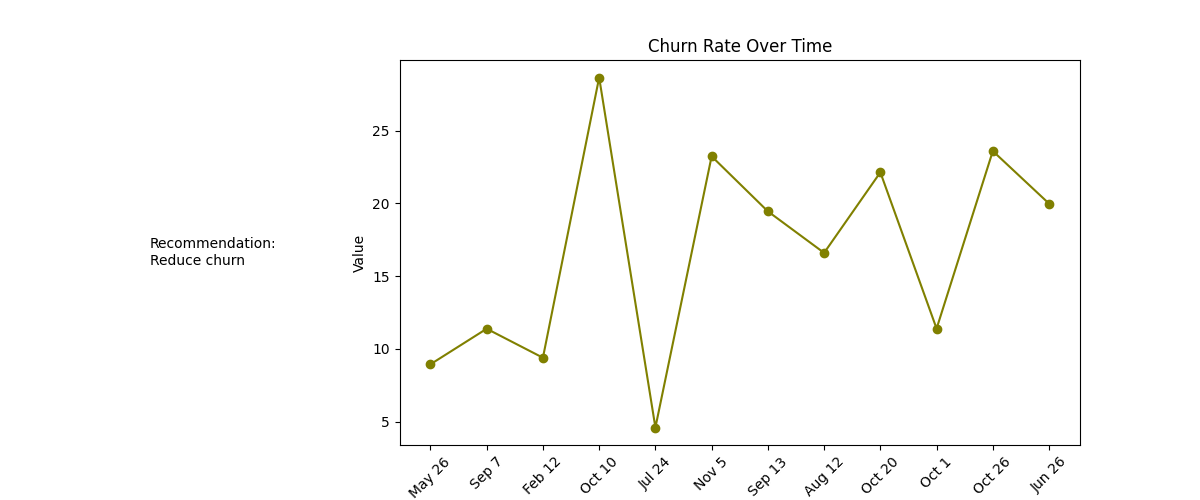 Churn Rate Over Time
Recommendation:
Reduce churn
Value
25
20
15
10
5
May 26
Sep 7
Feb 12
Oct 10
Jul 24
Nov 5
Sep 13
Aug 12
Oct 20
Oct 1
Oct 26
Jun 26